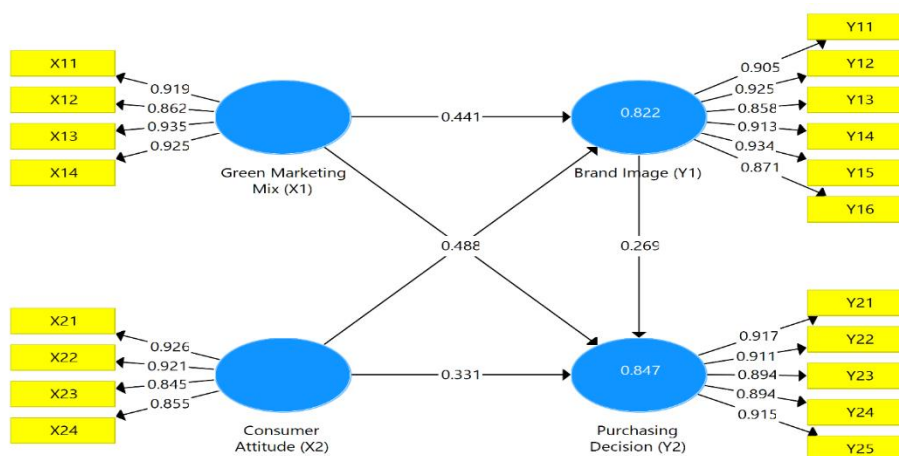 Y11
X11
0.919
0.905
Y12
X12
0.862
0.925
0.822
0.441
0.858
Y13
X13
0.935
0.913
0.925
Y14
X14
0.934
Green Marketing
Mix (X1)
Brand Image (Y1)
0.871
Y15
Y16
0.488
0.269
X21
Y21
0.926
0.917
X22
Y22
0.921
0.911
0.847
0.331
0.894
Y23
X23
0.845
0.894
0.855
Y24
X24
0.915
Consumer
Attitude (X2)
Purchasing
Decision (Y2)
Y25